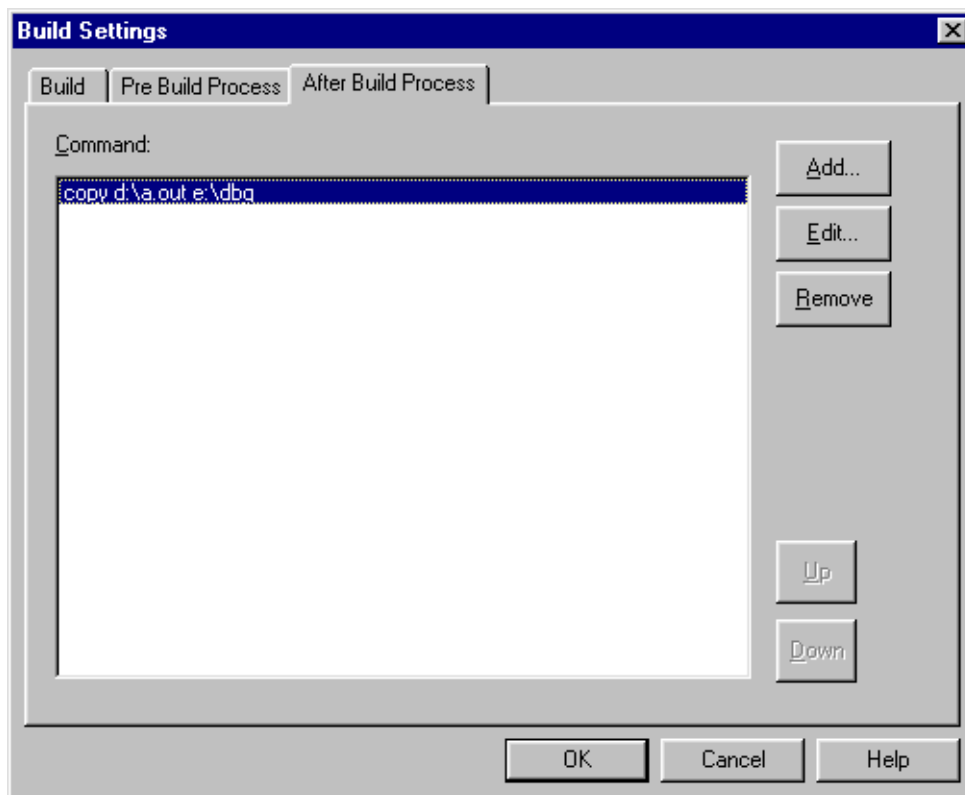 Build Settings
Build
Pre Build Process
After Build Process
Command:
copy d:\a.out e:\dbg
Add...
Edit...
Remove
Up
Down
OK
Cancel
Help